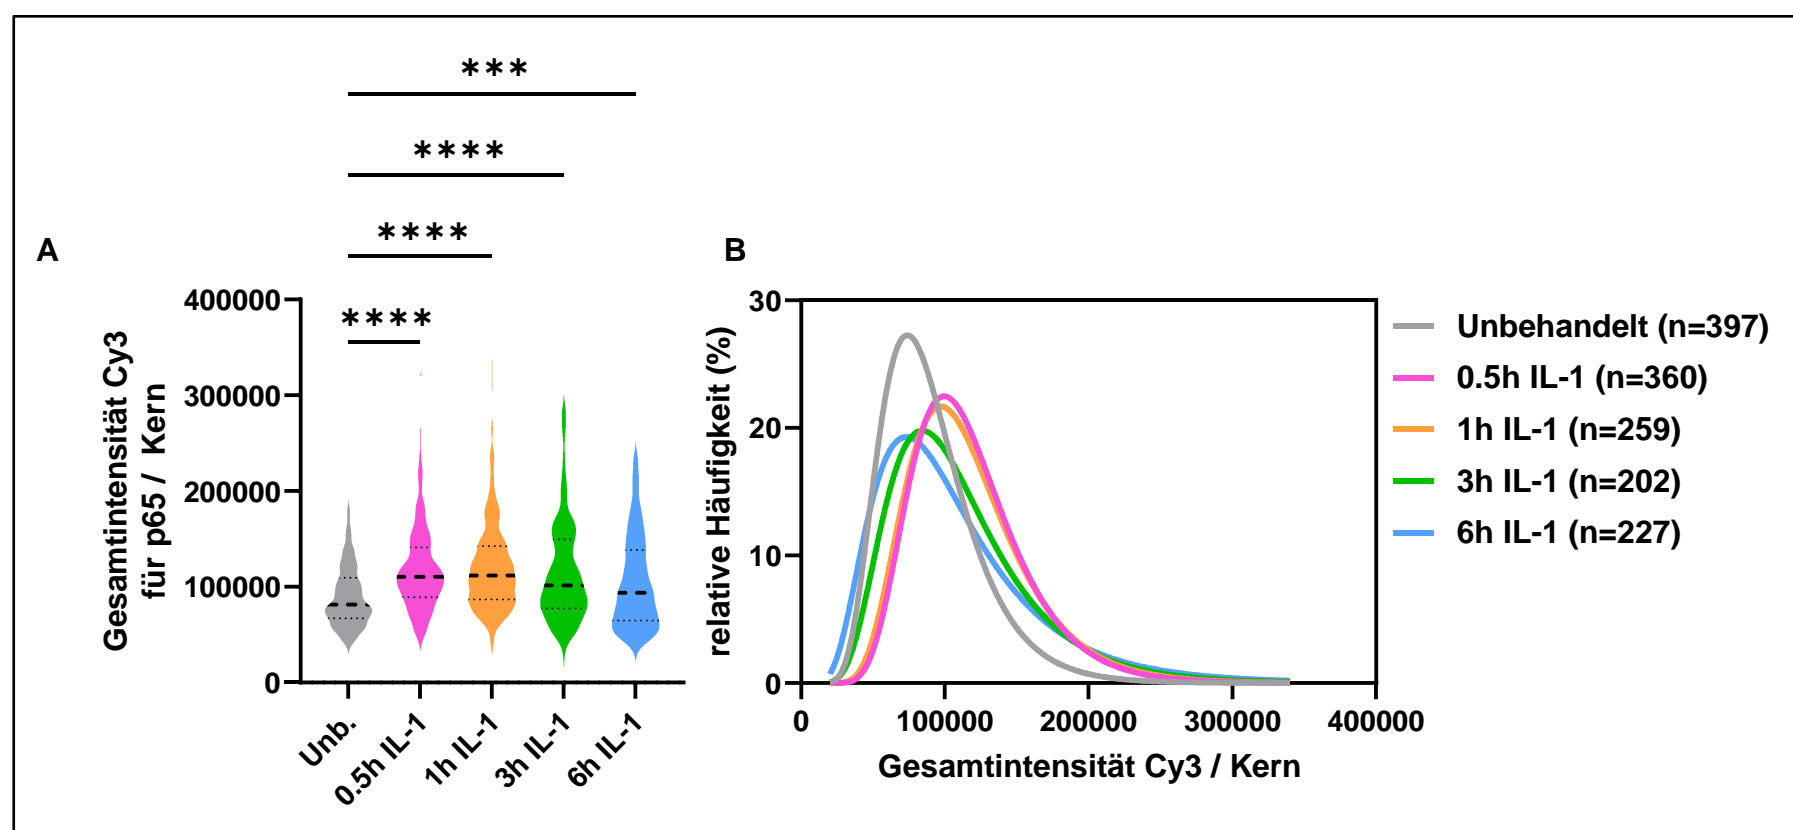 ***
****
****
A
B
****
Gesamtintensität Cy3
für p65 / Kern
400000
300000
200000
100000
0
Unb.
0.5h IL-1
1h IL-1
3h IL-1
6h IL-1
relative Häufigkeit (%)
30
20
10
0
0
100000
200000
300000
400000
Gesamtintensität Cy3 / Kern
Unbehandelt (n=397)
0.5h IL-1 (n=360)
1h IL-1 (n=259)
3h IL-1 (n=202)
6h IL-1 (n=227)